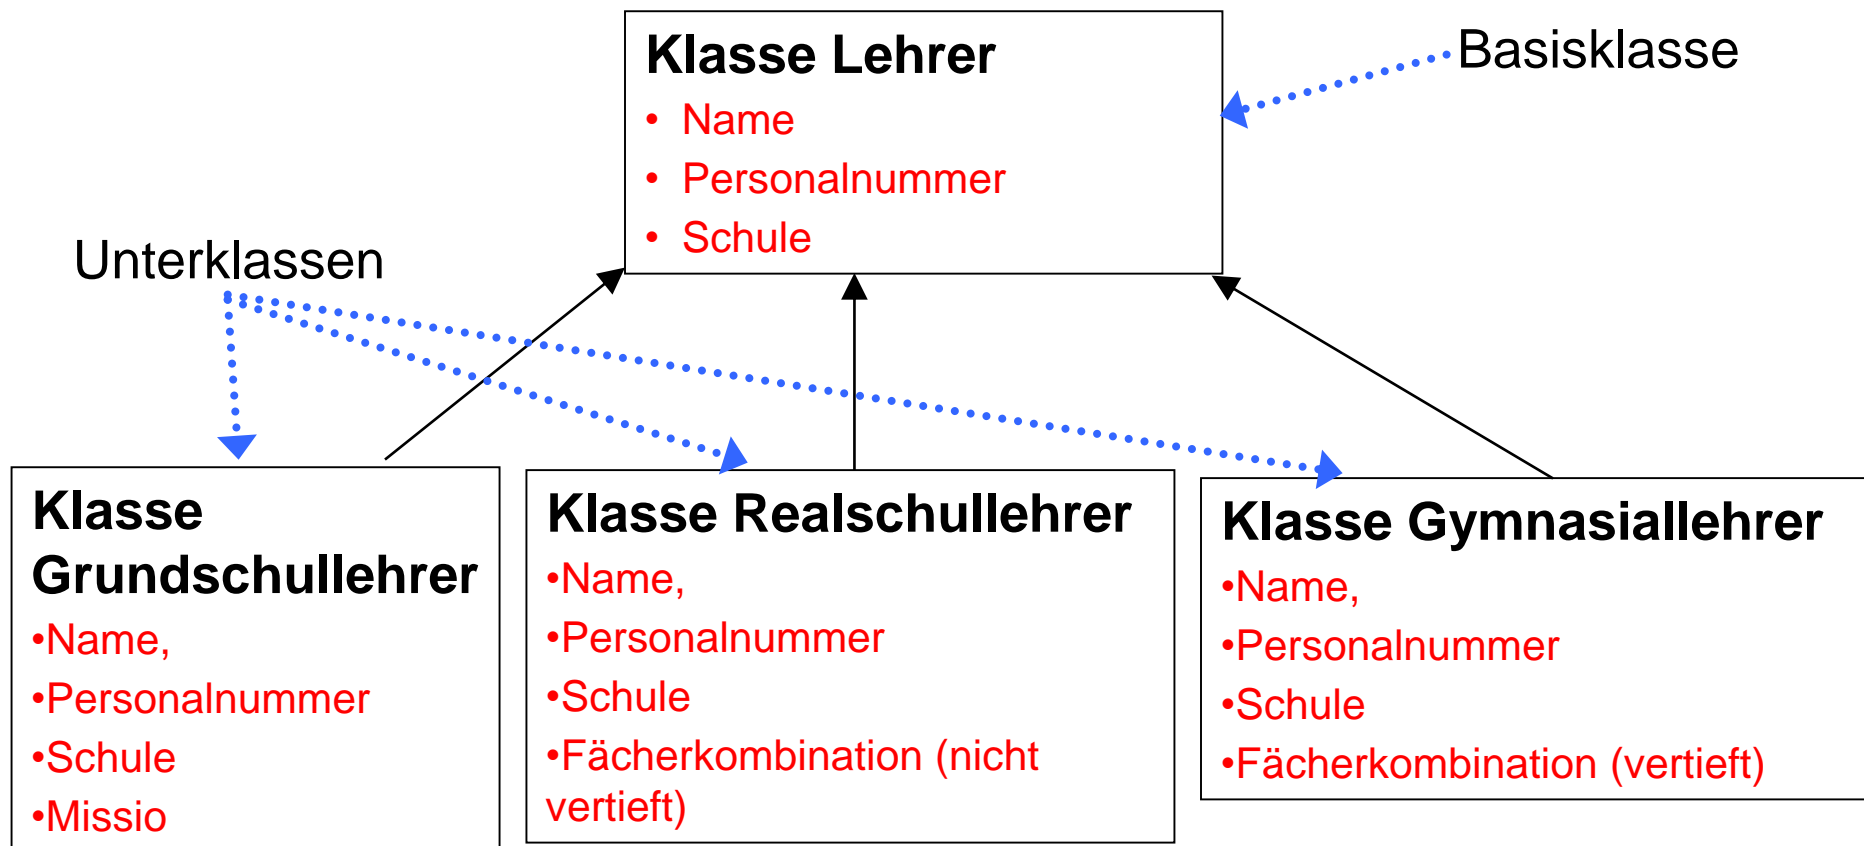 Klasse Lehrer
• Name
• Personalnummer
• Schule
Basisklasse
Unterklassen
Klasse
Grundschullehrer
•Name,
•Personalnummer
•Schule
•Missio
Klasse Realschullehrer
•Name,
•Personalnummer
•Schule
•Fächerkombination (nicht
vertieft)
Klasse Gymnasiallehrer
•Name,
•Personalnummer
•Schule
•Fächerkombination (vertieft)